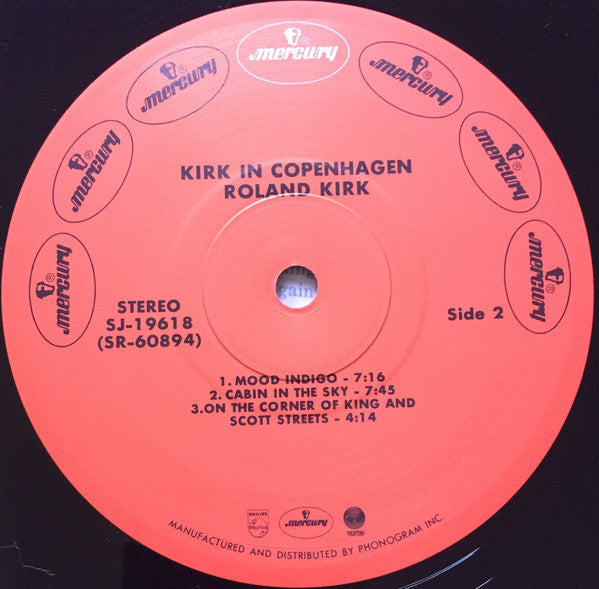 mercury
mercury
mercury
mercury
mercury
mercury
mercury
KIRK IN COPENHAGEN
ROLAND KIRK
STEREO
SJ-19618
(SR-60894)
Side 2
gain
1. MOOD INDIGO - 7:16
2. CABIN IN THE SKY - 7:45
3.ON THE CORNER OF KING AND
SCOTT STREETS - 4:14
PHILIPS
mercury
MANUFACTURED AND DISTRIBUTED BY PHONOGRAM INC.